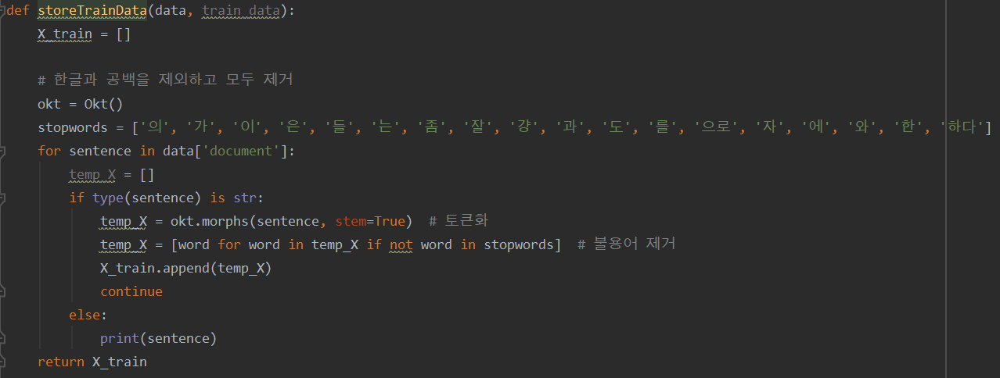 def storeTrainData(data, train_data):
    X_train = []

    # 한글과 공백을 제외하고 모두 제거
    okt = Okt()
    stopwords = ['의', '가', '이', '은', '들', '는', '좀', '잘', '걍', '과', '도', '를', '으로', '자', '에', '와', '한', '하다']
    for sentence in data['document']:
        temp_X = []
        if type(sentence) is str:
            temp_X = okt.morphs(sentence, stem=True)  # 토큰화
            temp_X = [word for word in temp_X if not word in stopwords]  # 불용어 제거
            X_train.append(temp_X)
            continue
        else:
            print(sentence)
    return X_train